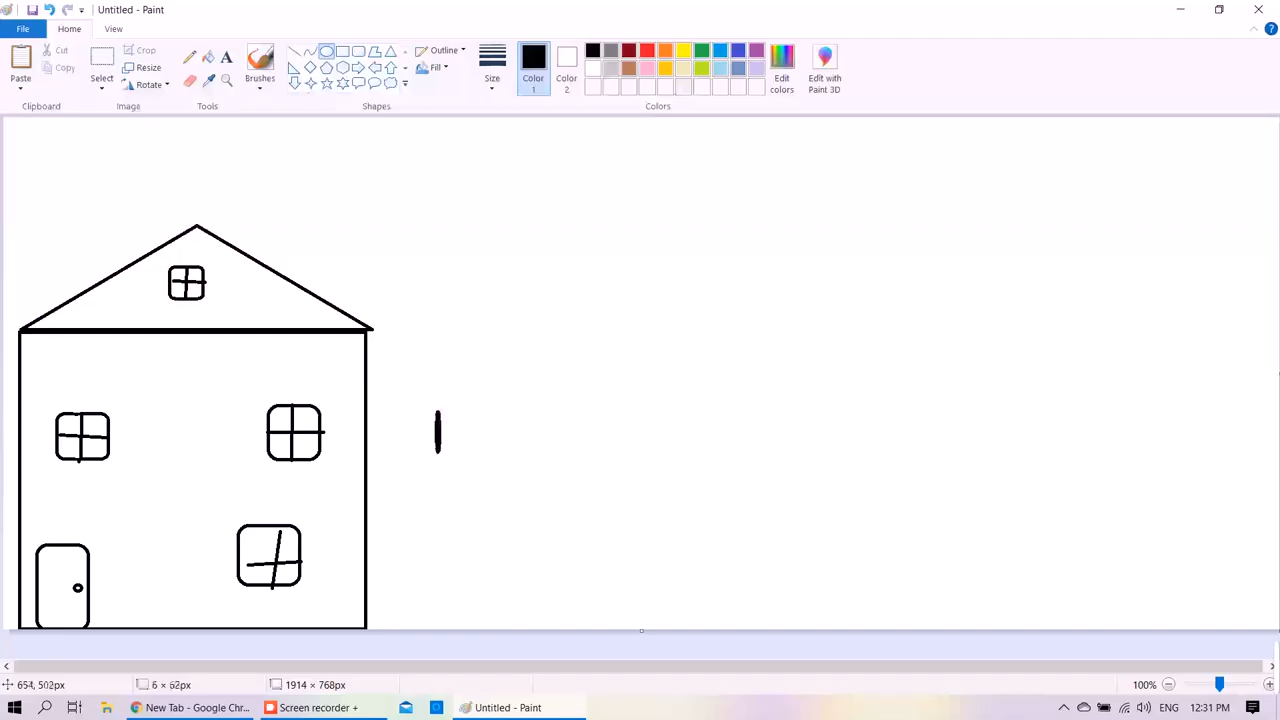 Untitled - Paint
File
Home
View
Paste
Cut
Copy
Clipboard
Select
Crop
Resize
Rotate
Image
Tools
Brushes
Shapes
Outline
Fill
Size
Color
1
Color
2
Edit
colors
Edit with
Paint 3D
Colors
654, 502px
6 × 62px
1914 × 768px
100%
New Tab - Google Chr...
Screen recorder +
Untitled - Paint
ENG
12:31 PM